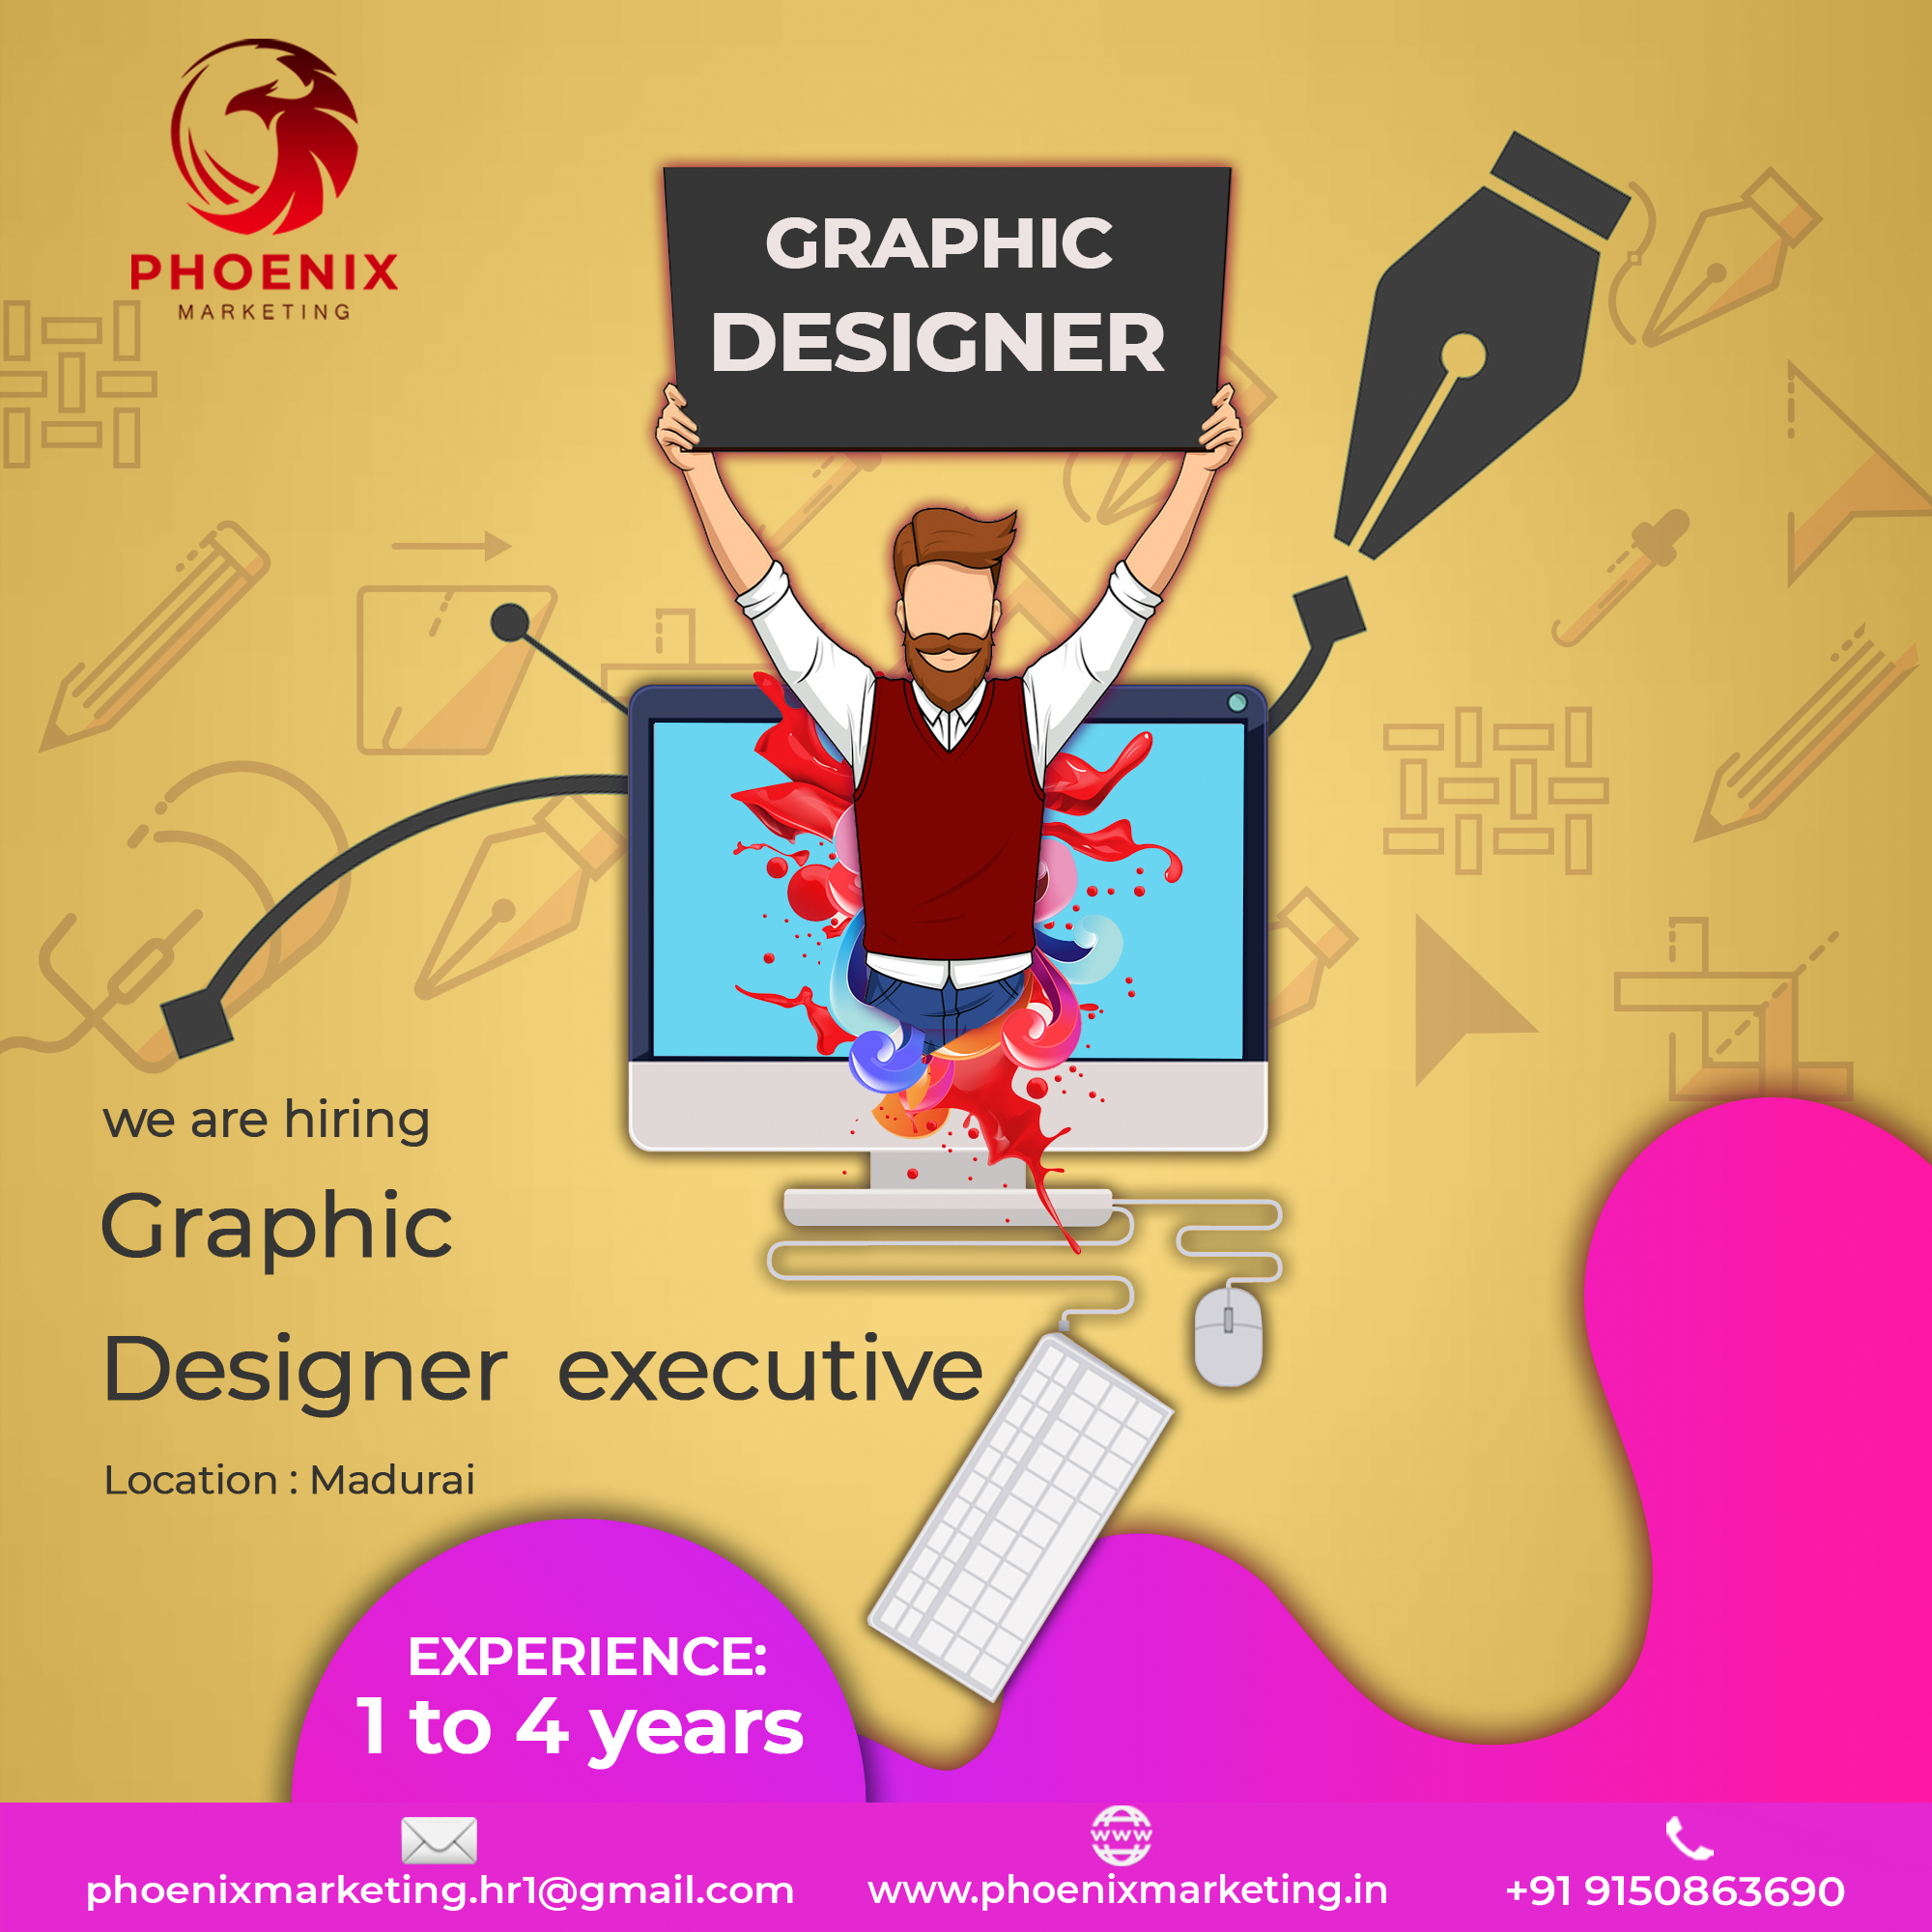 PHOENIX
MARKETING
GRAPHIC
DESIGNER
we are hiring
Graphic
Designer executive
Location : Madurai
EXPERIENCE:
1 to 4 years
www
phoenixmarketing.hr1@gmail.com
www.phoenixmarketing.in
+91 9150863690